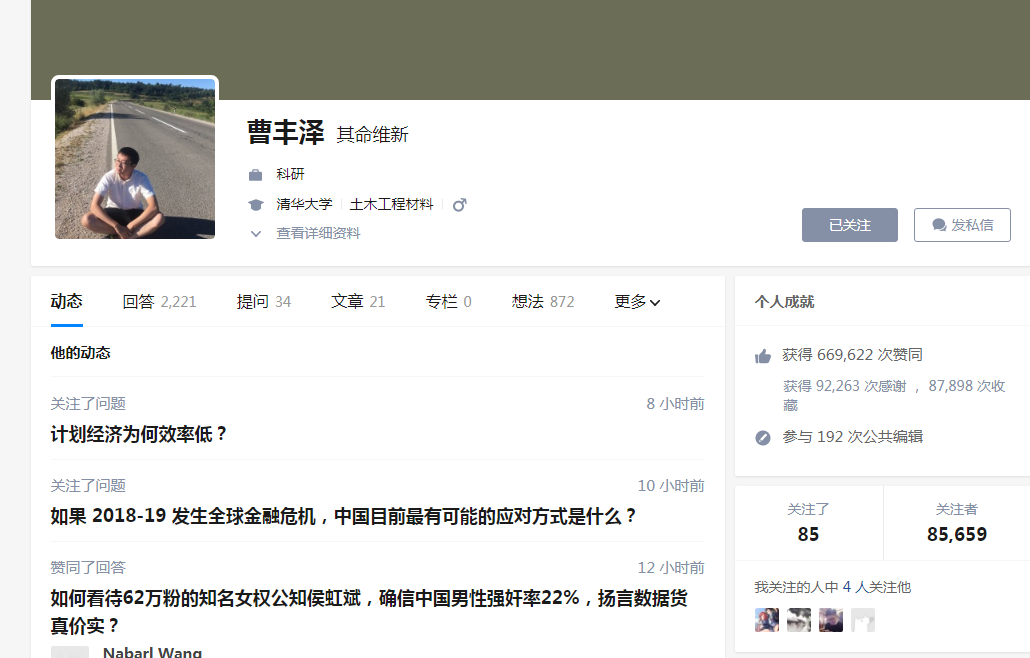 曹丰泽 其命维新
科研
清华大学 土木工程材料
查看详细资料
已关注 发私信
动态 回答 2,221 提问 34 文章 21 专栏 0 想法 872 更多
他的动态
关注了问题 8 小时前
计划经济为何效率低？
关注了问题 10 小时前
如果 2018-19 发生全球金融危机，中国目前最有可能的应对方式是什么？
赞同了回答 12 小时前
如何看待62万粉的知名女权公知侯虹斌，确信中国男性强奸率22%，扬言数据货
真价实？
Nabarl Wang
个人成就
获得 669,622 次赞同
获得 92,263 次感谢 ，87,898 次收
藏
参与 192 次公共编辑
关注了 关注者
85 85,659
我关注的人中 4 人关注他